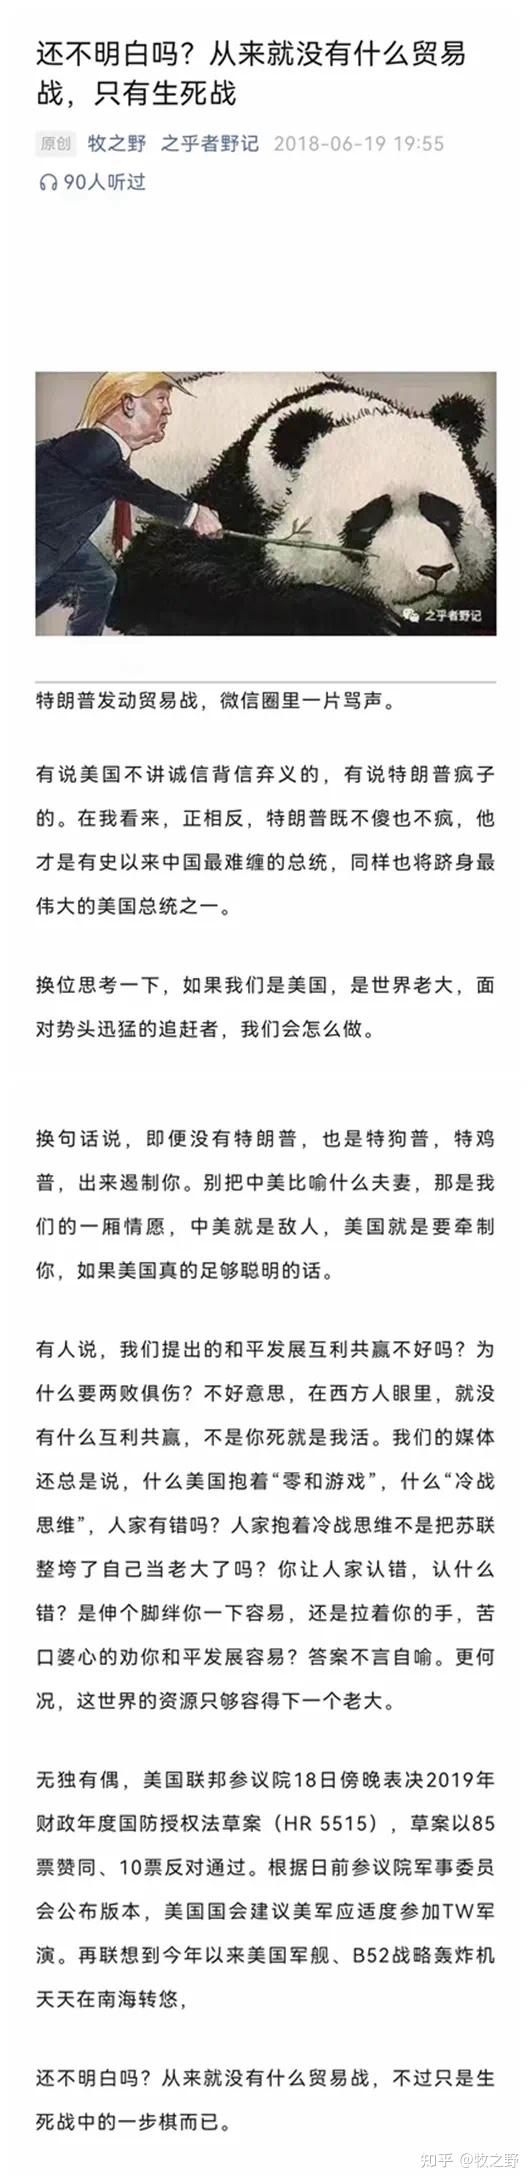 还不明白吗？从来就没有什么贸易
战，只有生死战
原创 牧之野 之乎者野记 2018-06-19 19:55
90人听过
之乎者野记
特朗普发动贸易战，微信圈里一片骂声。
有说美国不讲诚信背信弃义的，有说特朗普疯子
的。在我看来，正相反，特朗普既不傻也不疯，他
才是有史以来中国最难缠的总统，同样也将跻身最
伟大的美国总统之一。
换位思考一下，如果我们是美国，是世界老大，面
对势头迅猛的追赶者，我们会怎么做。
换句话说，即便没有特朗普，也是特狗普，特鸡
普，出来遏制你。别把中美比喻什么夫妻，那是我
们的一厢情愿，中美就是敌人，美国就是要牵制
你，如果美国真的足够聪明的话。
有人说，我们提出的和平发展互利共赢不好吗？为
什么要两败俱伤？不好意思，在西方人眼里，就没
有什么互利共赢，不是你死就是我活。我们的媒体
还总是说，什么美国抱着“零和游戏”，什么“冷战
思维”，人家有错吗？人家抱着冷战思维不是把苏联
整垮了自己当老大了吗？你让人家认错，认什么
错？是伸个脚绊你一下容易，还是拉着你的手，苦
口婆心的劝你和平发展容易？答案不言自喻。更何
况，这世界的资源只够容得下一个老大。
无独有偶，美国联邦参议院18日傍晚表决2019年
财政年度国防授权法草案（HR 5515），草案以85
票赞同、10票反对通过。根据日前参议院军事委员
会公布版本，美国国会建议美军应适度参加TW军
演。再联想到今年以来美国军舰、B52战略轰炸机
天天在南海转悠，
还不明白吗？从来就没有什么贸易战，不过只是生
死战中的一步棋而已。
知乎 @牧之野